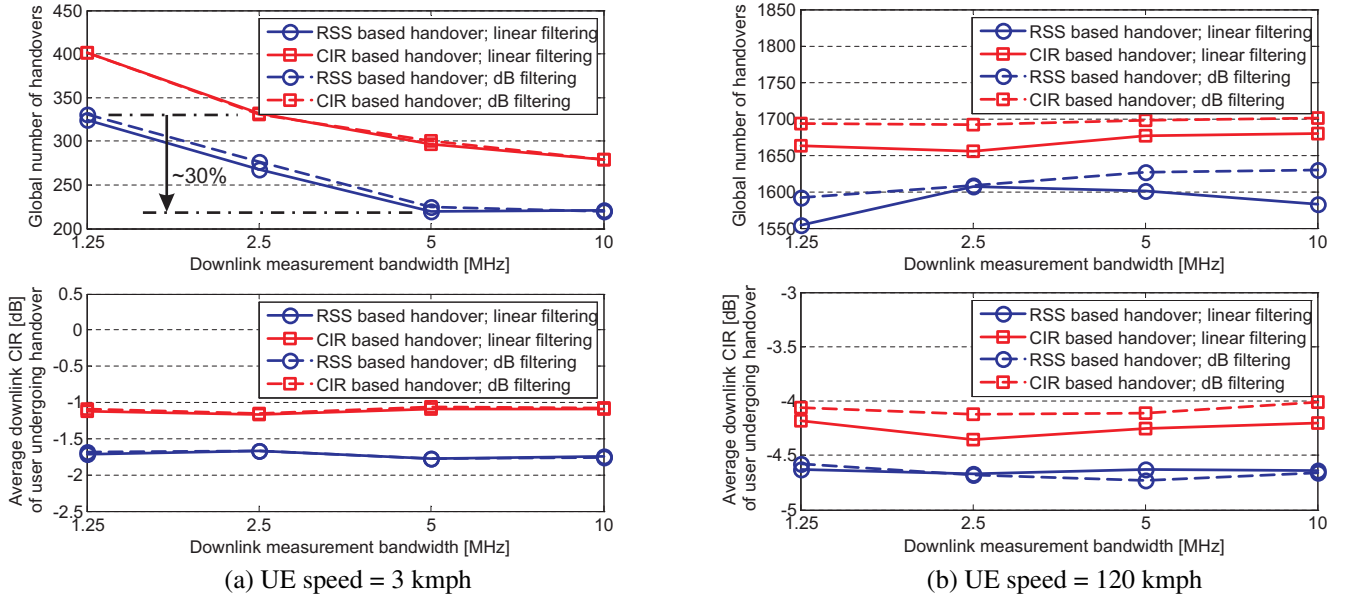 450
400
350
300
250
200
1.25
2.5
5
10
Global number of handovers
Downlink measurement bandwidth [MHz]
RSS based handover; linear filtering
CIR based handover; linear filtering
RSS based handover; dB filtering
CIR based handover; dB filtering
~30%
0.5
0
-0.5
-1
-1.5
-2
-2.5
1.25
2.5
5
10
Average downlink CIR [dB]
of user undergoing handover
Downlink measurement bandwidth [MHz]
RSS based handover; linear filtering
CIR based handover; linear filtering
RSS based handover; dB filtering
CIR based handover; dB filtering
(a) UE speed = 3 kmph
1850
1800
1750
1700
1650
1600
1550
1.25
2.5
5
10
Global number of handovers
Downlink measurement bandwidth [MHz]
RSS based handover; linear filtering
CIR based handover; linear filtering
RSS based handover; dB filtering
CIR based handover; dB filtering
-3
-3.5
-4
-4.5
-5
1.25
2.5
5
10
Average downlink CIR [dB]
of user undergoing handover
Downlink measurement bandwidth [MHz]
RSS based handover; linear filtering
CIR based handover; linear filtering
RSS based handover; dB filtering
CIR based handover; dB filtering
(b) UE speed = 120 kmph